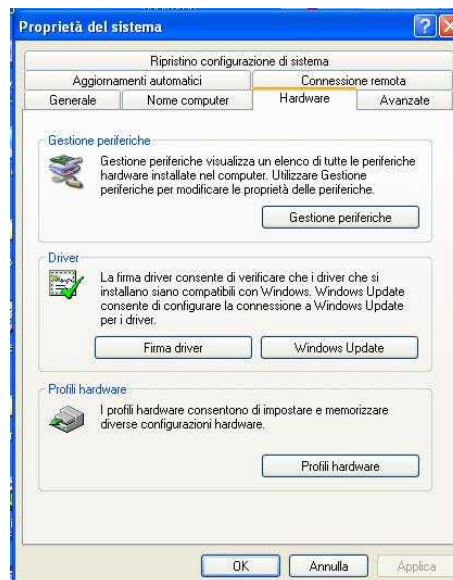 Proprietà del sistema
Ripristino configurazione di sistema
Aggiornamenti automatici Connessione remota
Generale Nome computer Hardware Avanzate
Gestione periferiche
Gestione periferiche visualizza un elenco di tutte le periferiche
hardware installate nel computer. Utilizzare Gestione
periferiche per modificare le proprietà delle periferiche.
Gestione periferiche
Driver
La firma driver consente di verificare che i driver che si
installano siano compatibili con Windows. Windows Update
consente di configurare la connessione a Windows Update
per i driver.
Firma driver Windows Update
Profili hardware
I profili hardware consentono di impostare e memorizzare
diverse configurazioni hardware.
Profili hardware
OK Annulla Applica